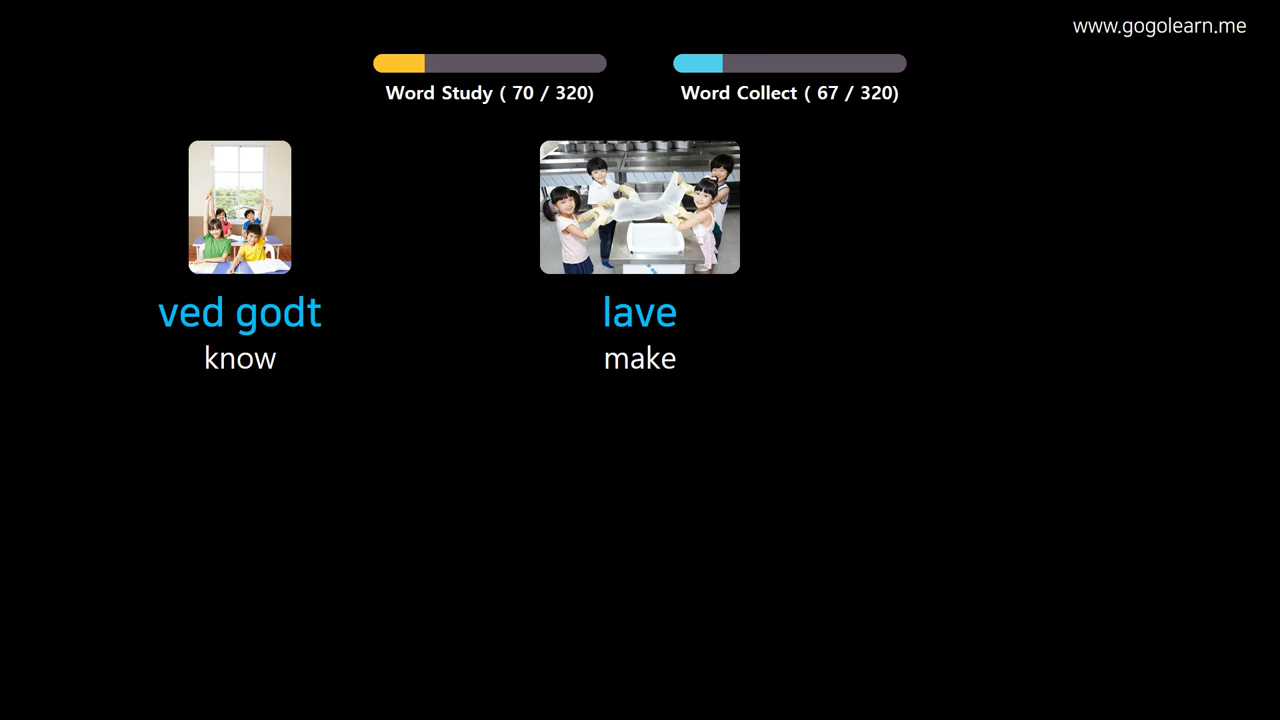 www.gogolearn.me
Word Study ( 70 / 320)
Word Collect ( 67 / 320)
ved godt
know
lave
make